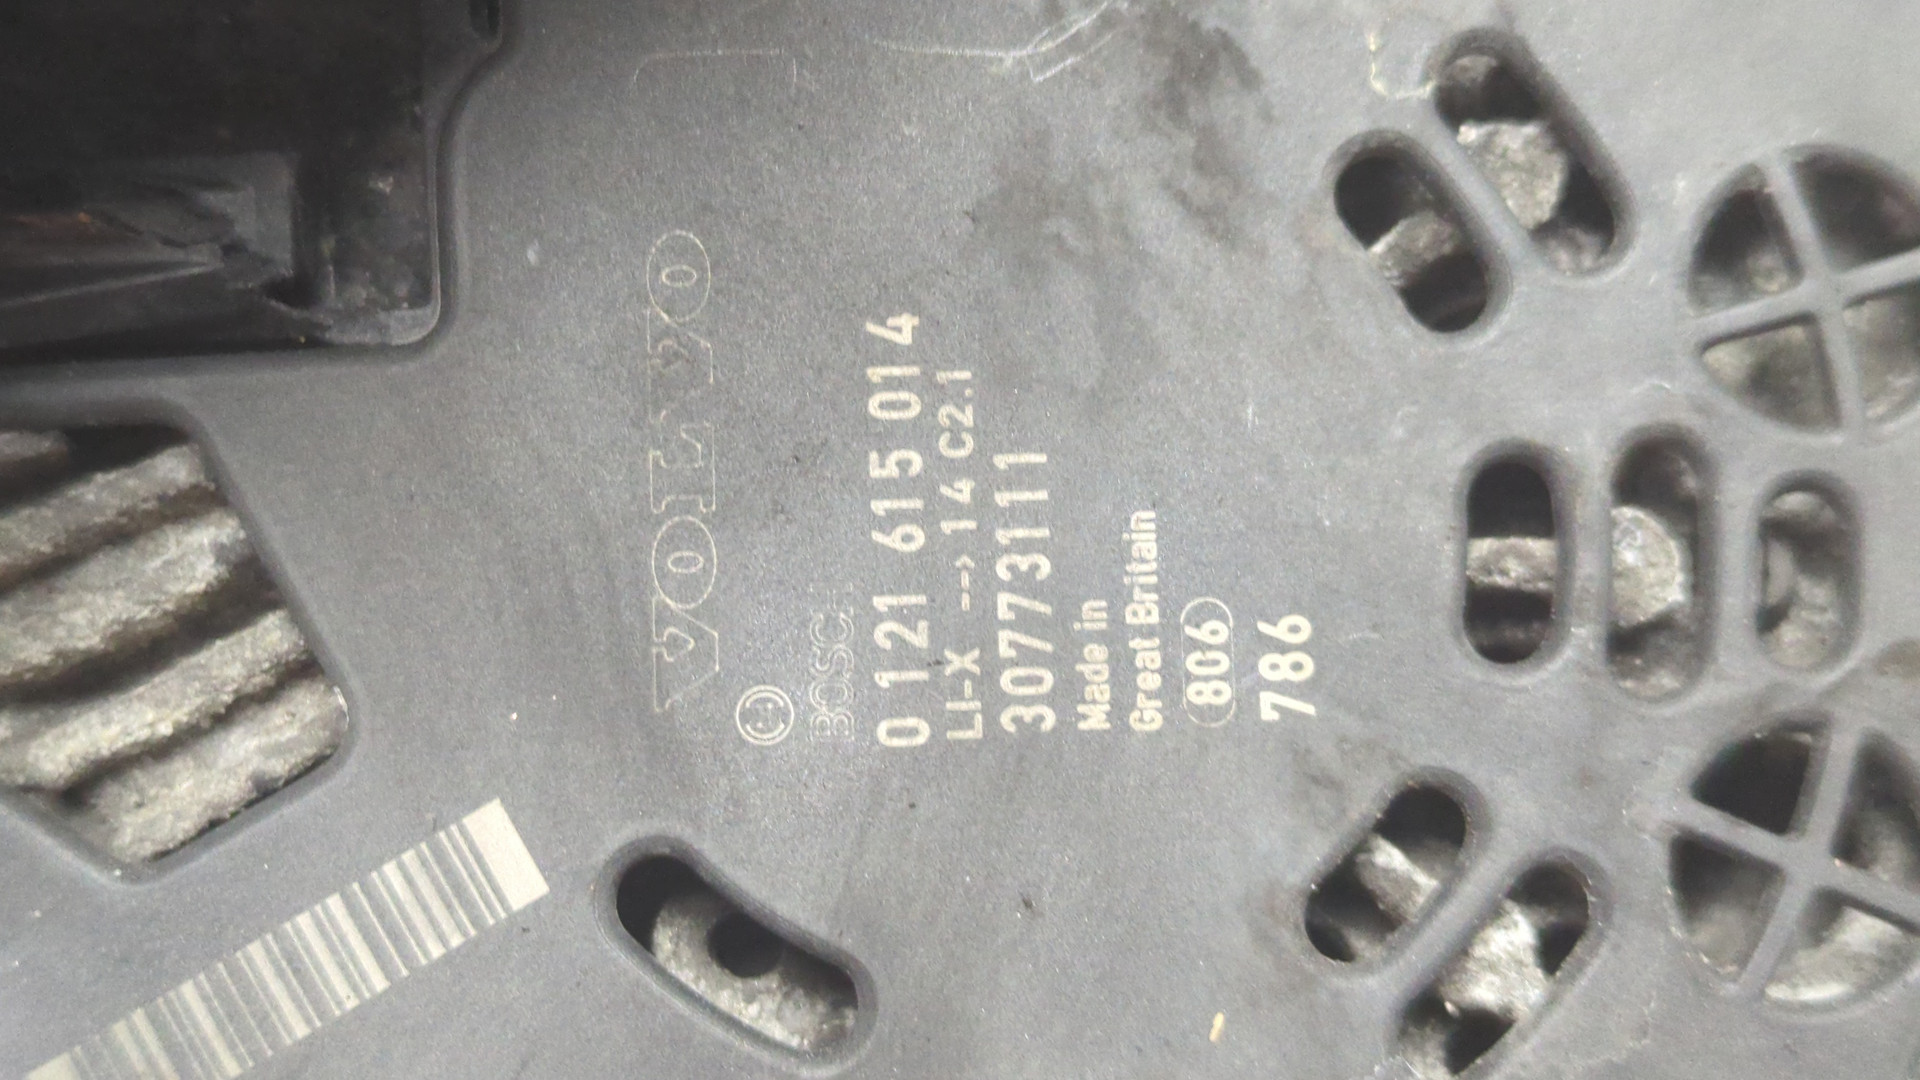 VOLVO
BOSCH
0 121 615 014
LI-X --> 14 C2.1
30773111
Made in
Great Britain
806
786